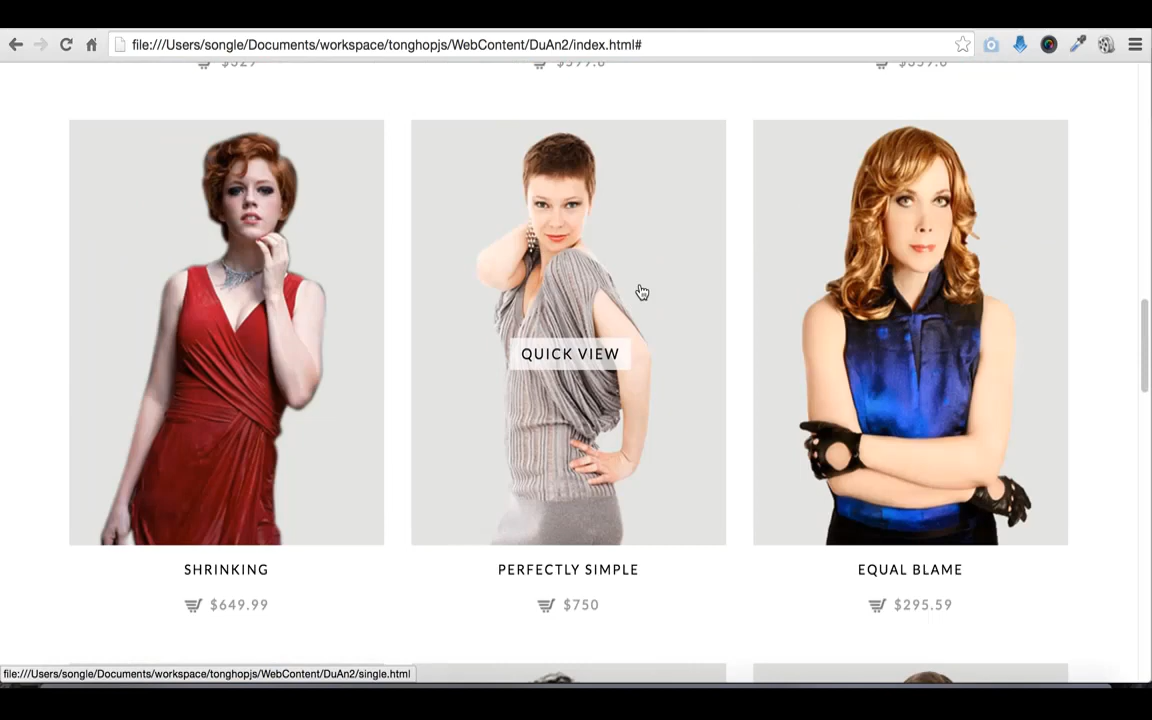 file:///Users/songle/Documents/workspace/tonghopjs/WebContent/DuAn2/index.html#
QUICK VIEW
SHRINKING PERFECTLY SIMPLE EQUAL BLAME
$649.99 $750 $295.59
file:///Users/songle/Documents/workspace/tonghopjs/WebContent/DuAn2/single.html